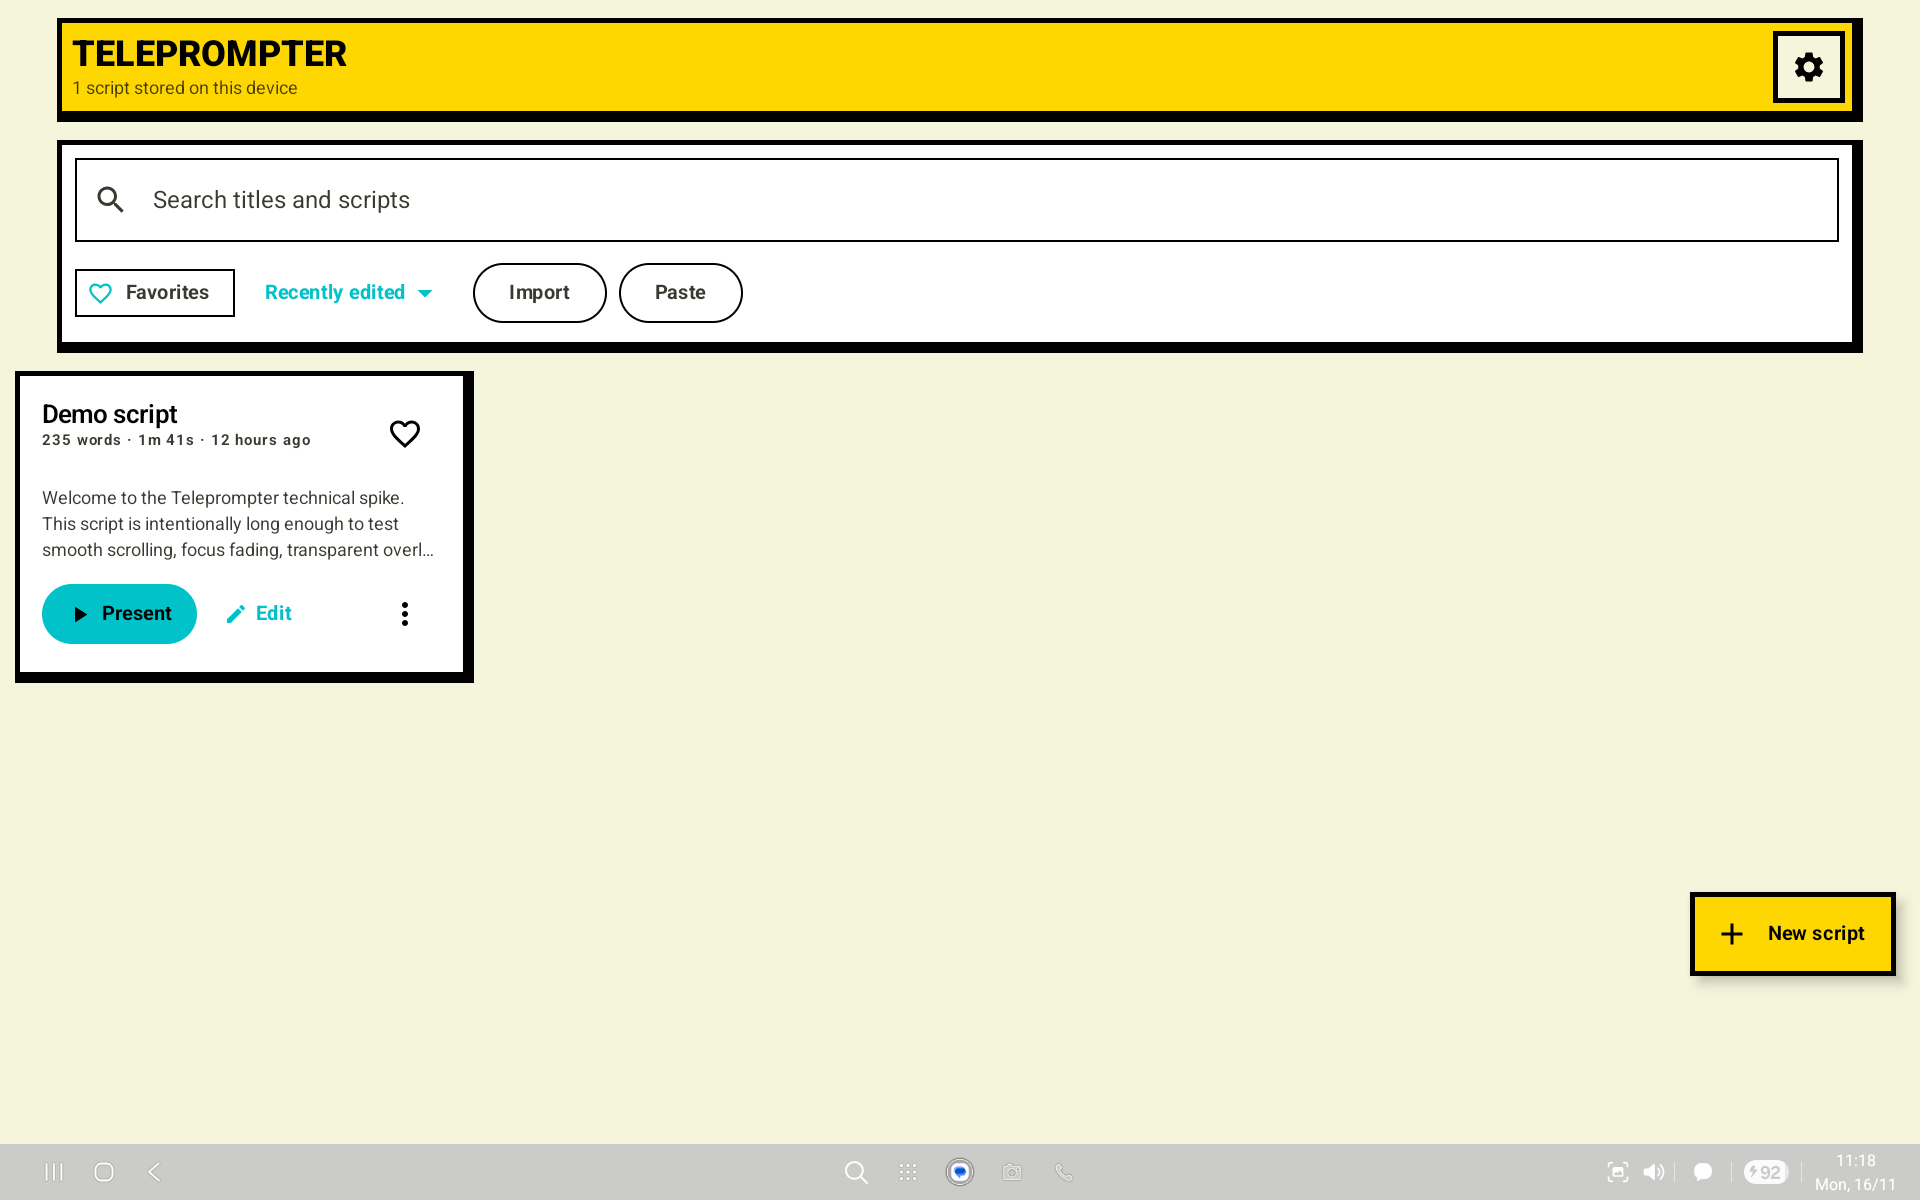 TELEPROMPTER
1 script stored on this device
Search titles and scripts
Favorites
Recently edited
Import
Paste
Demo script
235 words · 1m 41s · 12 hours ago
Welcome to the Teleprompter technical spike.
This script is intentionally long enough to test
smooth scrolling, focus fading, transparent overl…
Present
Edit
New script
92
11:18
Mon, 16/11